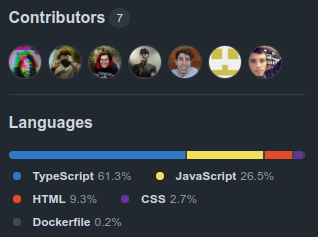 Contributors 7
Languages
TypeScript 61.3% JavaScript 26.5%
HTML 9.3% CSS 2.7%
Dockerfile 0.2%